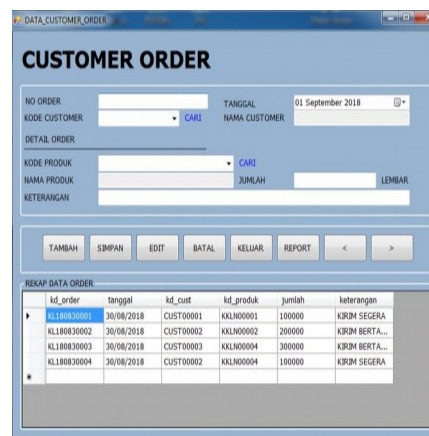 DATA_CUSTOMER_ORDER
CUSTOMER ORDER
NO ORDER TANGGAL 01 September 2018
KODE CUSTOMER CARI NAMA CUSTOMER
DETAIL ORDER
KODE PRODUK CARI
NAMA PRODUK JUMLAH LEMBAR
KETERANGAN
TAMBAH SIMPAN EDIT BATAL KELUAR REPORT < >
REKAP DATA ORDER
kd_order tanggal kd_cust kd_produk jumlah keterangan
KL180830001 30/08/2018 CUST00001 KKLN00001 100000 KIRIM SEGERA
KL180830002 30/08/2018 CUST00002 KKLN00002 200000 KIRIM BERTA...
KL180830003 30/08/2018 CUST00003 KKLN00004 300000 KIRIM BERTA...
KL180830004 30/08/2018 CUST00002 KKLN00004 100000 KIRIM SEGERA